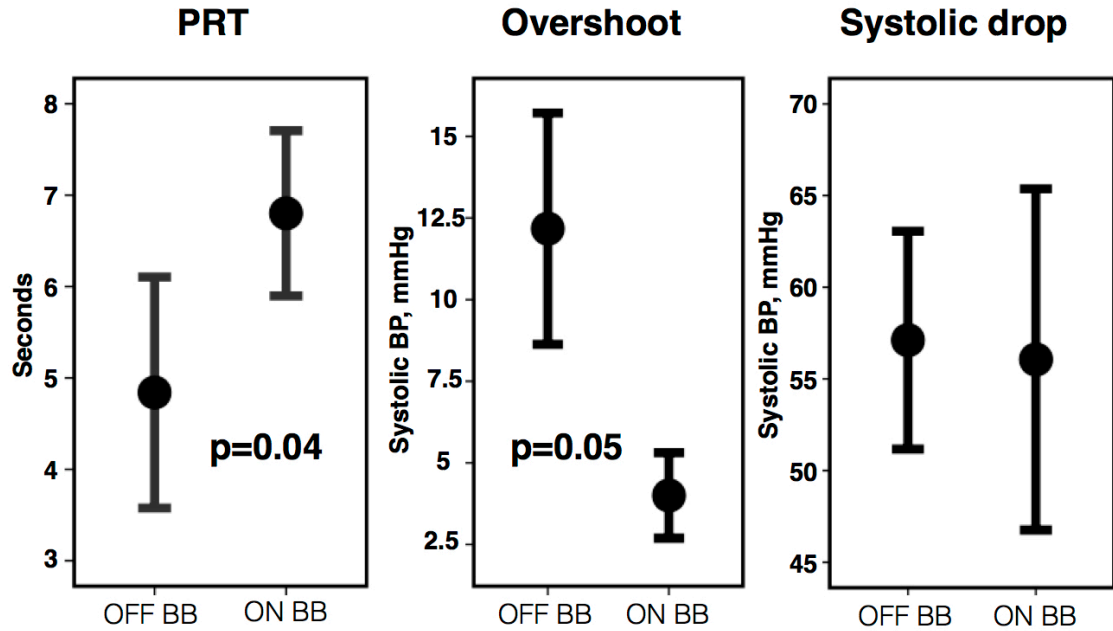 PRT
Overshoot
Systolic drop
Seconds
8
7
6
5
4
3
p=0.04
OFF BB
ON BB
Systolic BP, mmHg
15
12.5
10
7.5
5
2.5
p=0.05
OFF BB
ON BB
Systolic BP, mmHg
70
65
60
55
50
45
OFF BB
ON BB